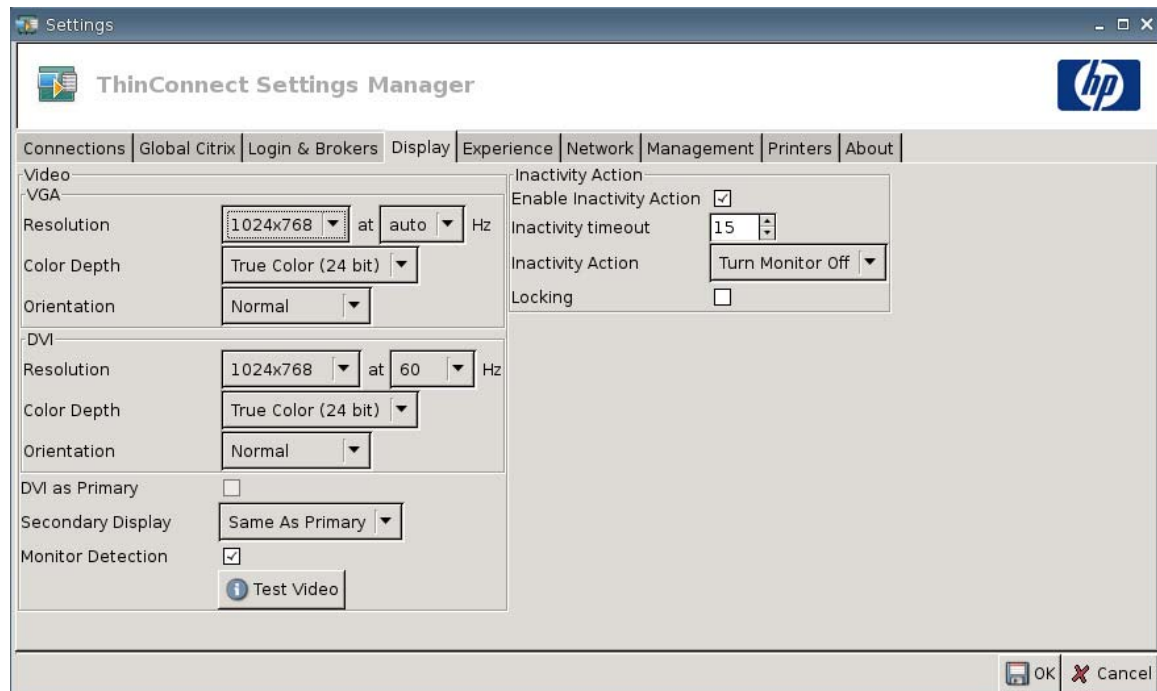 Settings
ThinConnect Settings Manager
hp
Connections Global Citrix Login & Brokers Display Experience Network Management Printers About
Video
VGA
Resolution 1024x768 at auto Hz
Color Depth True Color (24 bit)
Orientation Normal
DVI
Resolution 1024x768 at 60 Hz
Color Depth True Color (24 bit)
Orientation Normal
DVI as Primary
Secondary Display Same As Primary
Monitor Detection
Test Video
Inactivity Action
Enable Inactivity Action
Inactivity timeout 15
Inactivity Action Turn Monitor Off
Locking
OK Cancel